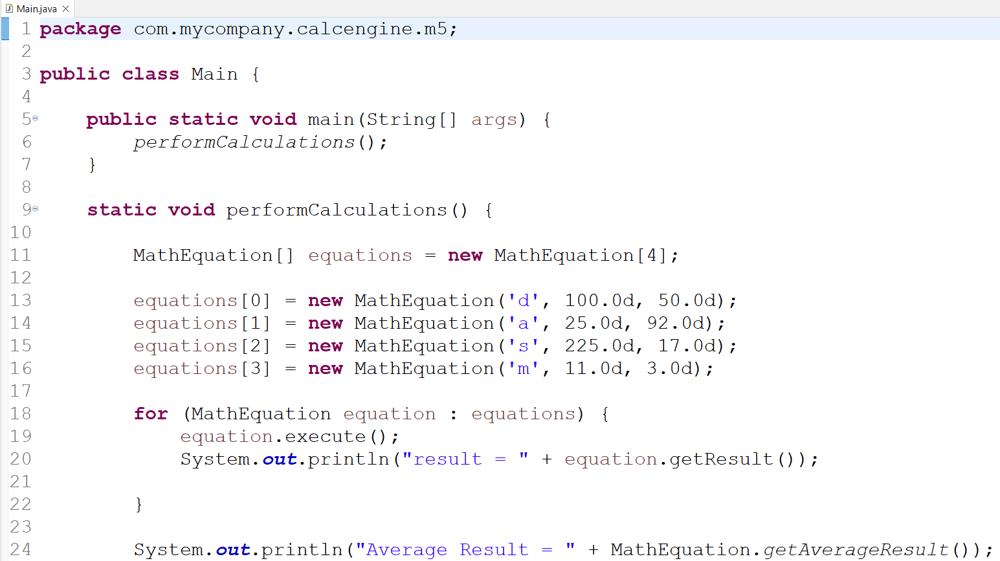 Main.java
1 package com.mycompany.calcengine.m5;
2
3 public class Main {
4
5 public static void main(String[] args) {
6 performCalculations();
7 }
8
9 static void performCalculations() {
10
11 MathEquation[] equations = new MathEquation[4];
12
13 equations[0] = new MathEquation('d', 100.0d, 50.0d);
14 equations[1] = new MathEquation('a', 25.0d, 92.0d);
15 equations[2] = new MathEquation('s', 225.0d, 17.0d);
16 equations[3] = new MathEquation('m', 11.0d, 3.0d);
17
18 for (MathEquation equation : equations) {
19 equation.execute();
20 System.out.println("result = " + equation.getResult());
21
22 }
23
24 System.out.println("Average Result = " + MathEquation.getAverageResult());